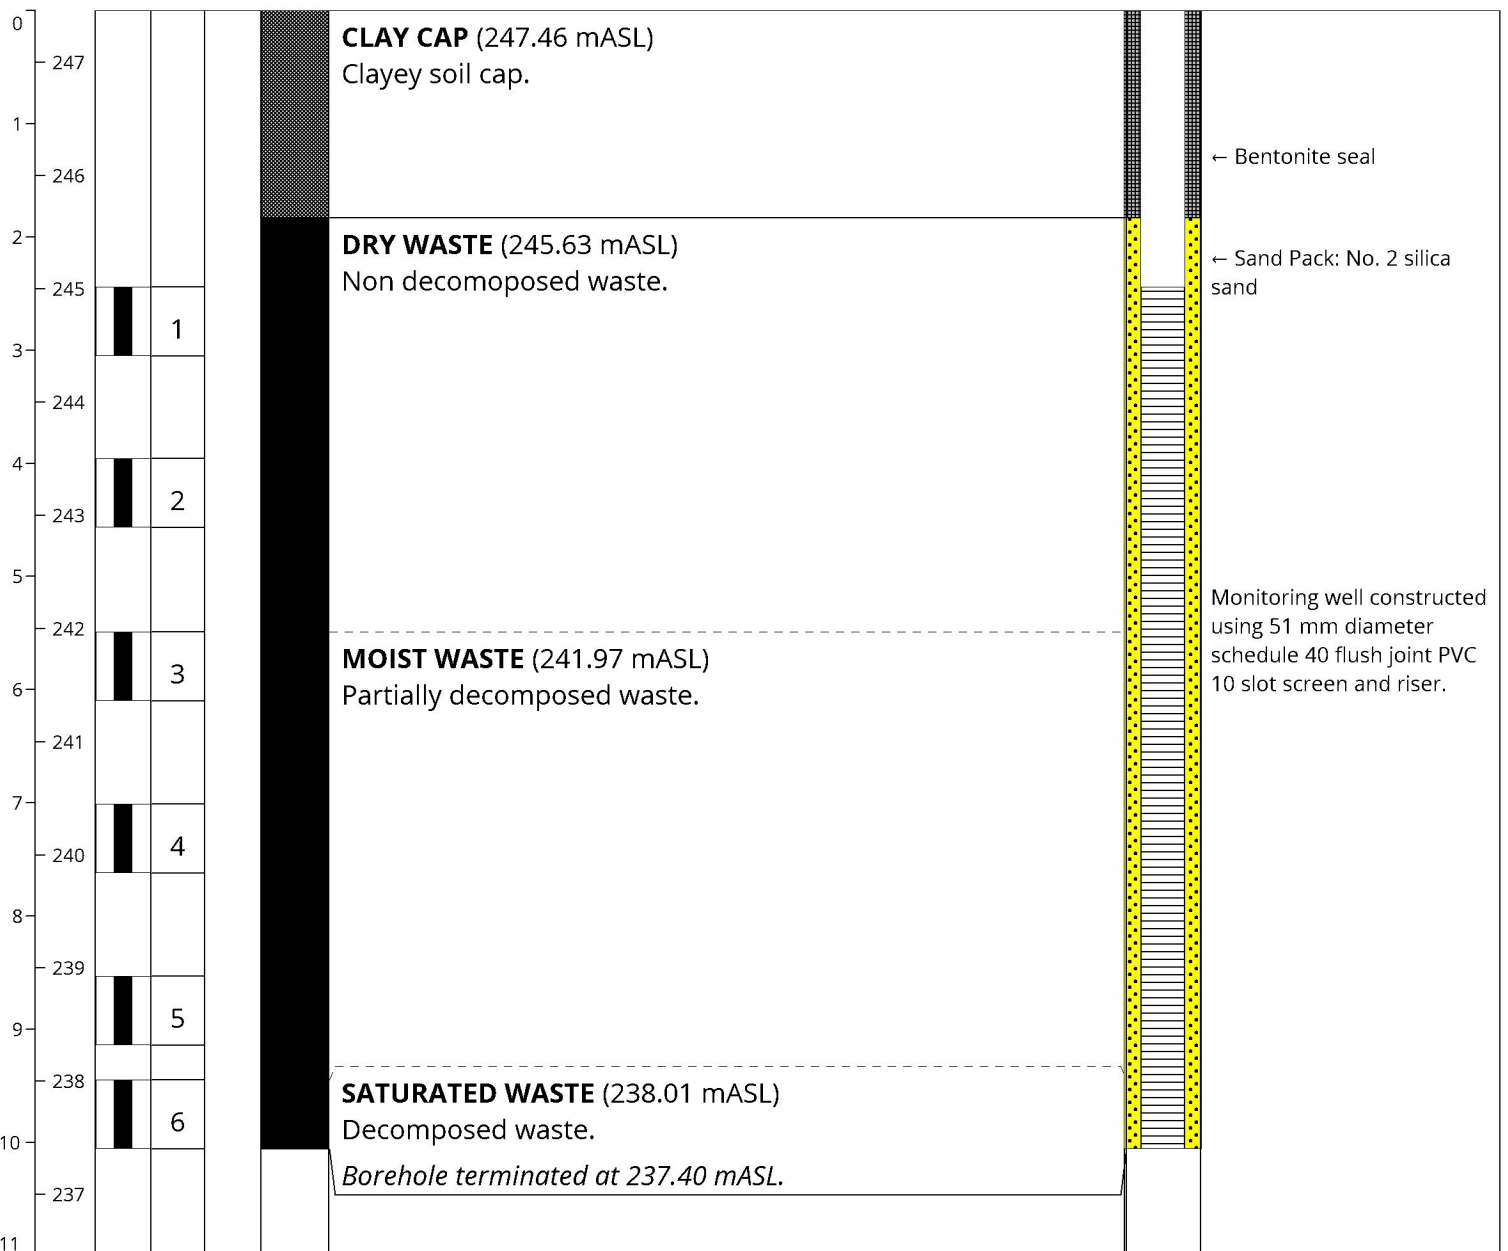 0
247
1
246
2
245
3
244
4
243
5
242
6
241
7
240
8
239
9
238
10
237
11
1
2
3
4
5
6
CLAY CAP (247.46 mASL)
Clayey soil cap.
DRY WASTE (245.63 mASL)
Non decomoposed waste.
MOIST WASTE (241.97 mASL)
Partially decomposed waste.
SATURATED WASTE (238.01 mASL)
Decomposed waste.
Borehole terminated at 237.40 mASL.
← Bentonite seal
← Sand Pack: No. 2 silica
sand
Monitoring well constructed
using 51 mm diameter
schedule 40 flush joint PVC
10 slot screen and riser.